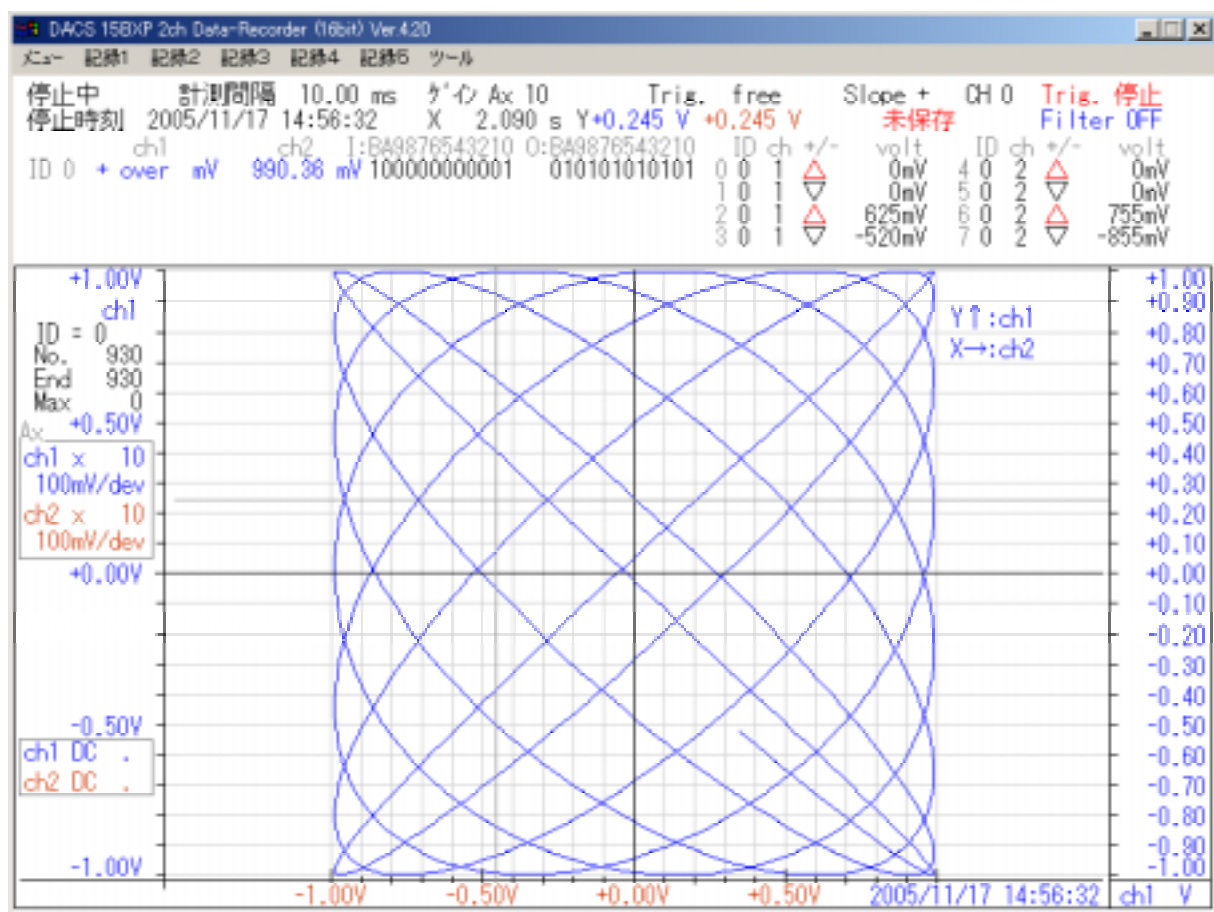 DACS 15BXP 2ch Data-Recorder (16bit) Ver.4.20
メニュー 記録1 記録2 記録3 記録4 記録5 ツール
停止中 計測間隔 10.00 ms ゲイン Ax 10 Trig. free Slope + CH 0 Trig. 停止
停止時刻 2005/11/17 14:56:32 X 2.090 s Y+0.245 V +0.245 V 未保存 Filter OFF
ch1 ch2 I:BA9876543210 O:BA9876543210 ID ch +/- volt ID ch +/- volt
ID 0 + over mV 990.36 mV 100000000001 010101010101 0 0 1 △ 0mV 4 0 2 △ 0mV
1 0 1 ▽ 0mV 5 0 2 ▽ 0mV
2 0 1 △ 625mV 6 0 2 △ 755mV
3 0 1 ▽ -520mV 7 0 2 ▽ -855mV
+1.00V
ch1
ID = 0
No. 930
End 930
Max 0
+0.50V
Ax
ch1 x 10
100mV/dev
ch2 x 10
100mV/dev
+0.00V
-0.50V
ch1 DC .
ch2 DC .
-1.00V
Y↑:ch1
X→:ch2
+1.00
+0.90
+0.80
+0.70
+0.60
+0.50
+0.40
+0.30
+0.20
+0.10
+0.00
-0.10
-0.20
-0.30
-0.40
-0.50
-0.60
-0.70
-0.80
-0.90
-1.00
-1.00V -0.50V +0.00V +0.50V 2005/11/17 14:56:32 ch1 V